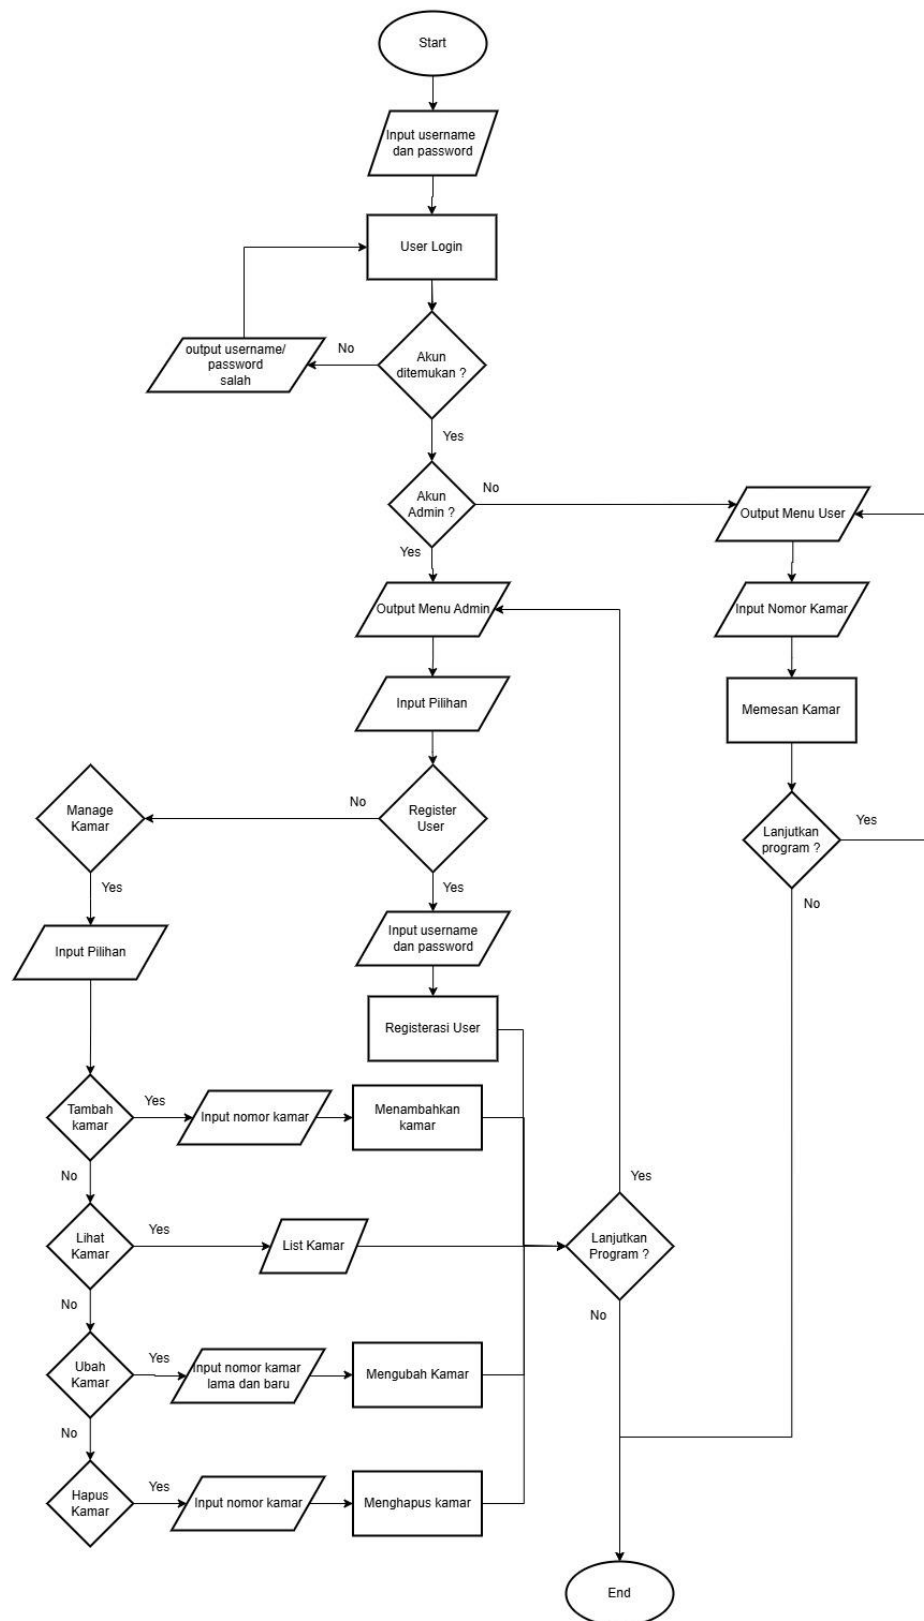 Start
Input username
dan password
User Login
output username/
password
salah
No
Akun
ditemukan ?
Yes
Akun
Admin ?
No
Yes
Output Menu User
Output Menu Admin
Input Nomor Kamar
Input Pilihan
Memesan Kamar
Manage
Kamar
No
Register
User
Lanjutkan
program ?
Yes
Yes
Yes
No
Input Pilihan
Input username
dan password
Registerasi User
Tambah
kamar
Yes
Input nomor kamar
Menambahkan
kamar
No
Yes
Lihat
Kamar
Yes
List Kamar
Lanjutkan
Program ?
No
No
Ubah
Kamar
Yes
Input nomor kamar
lama dan baru
Mengubah Kamar
No
Hapus
Kamar
Yes
Input nomor kamar
Menghapus kamar
End